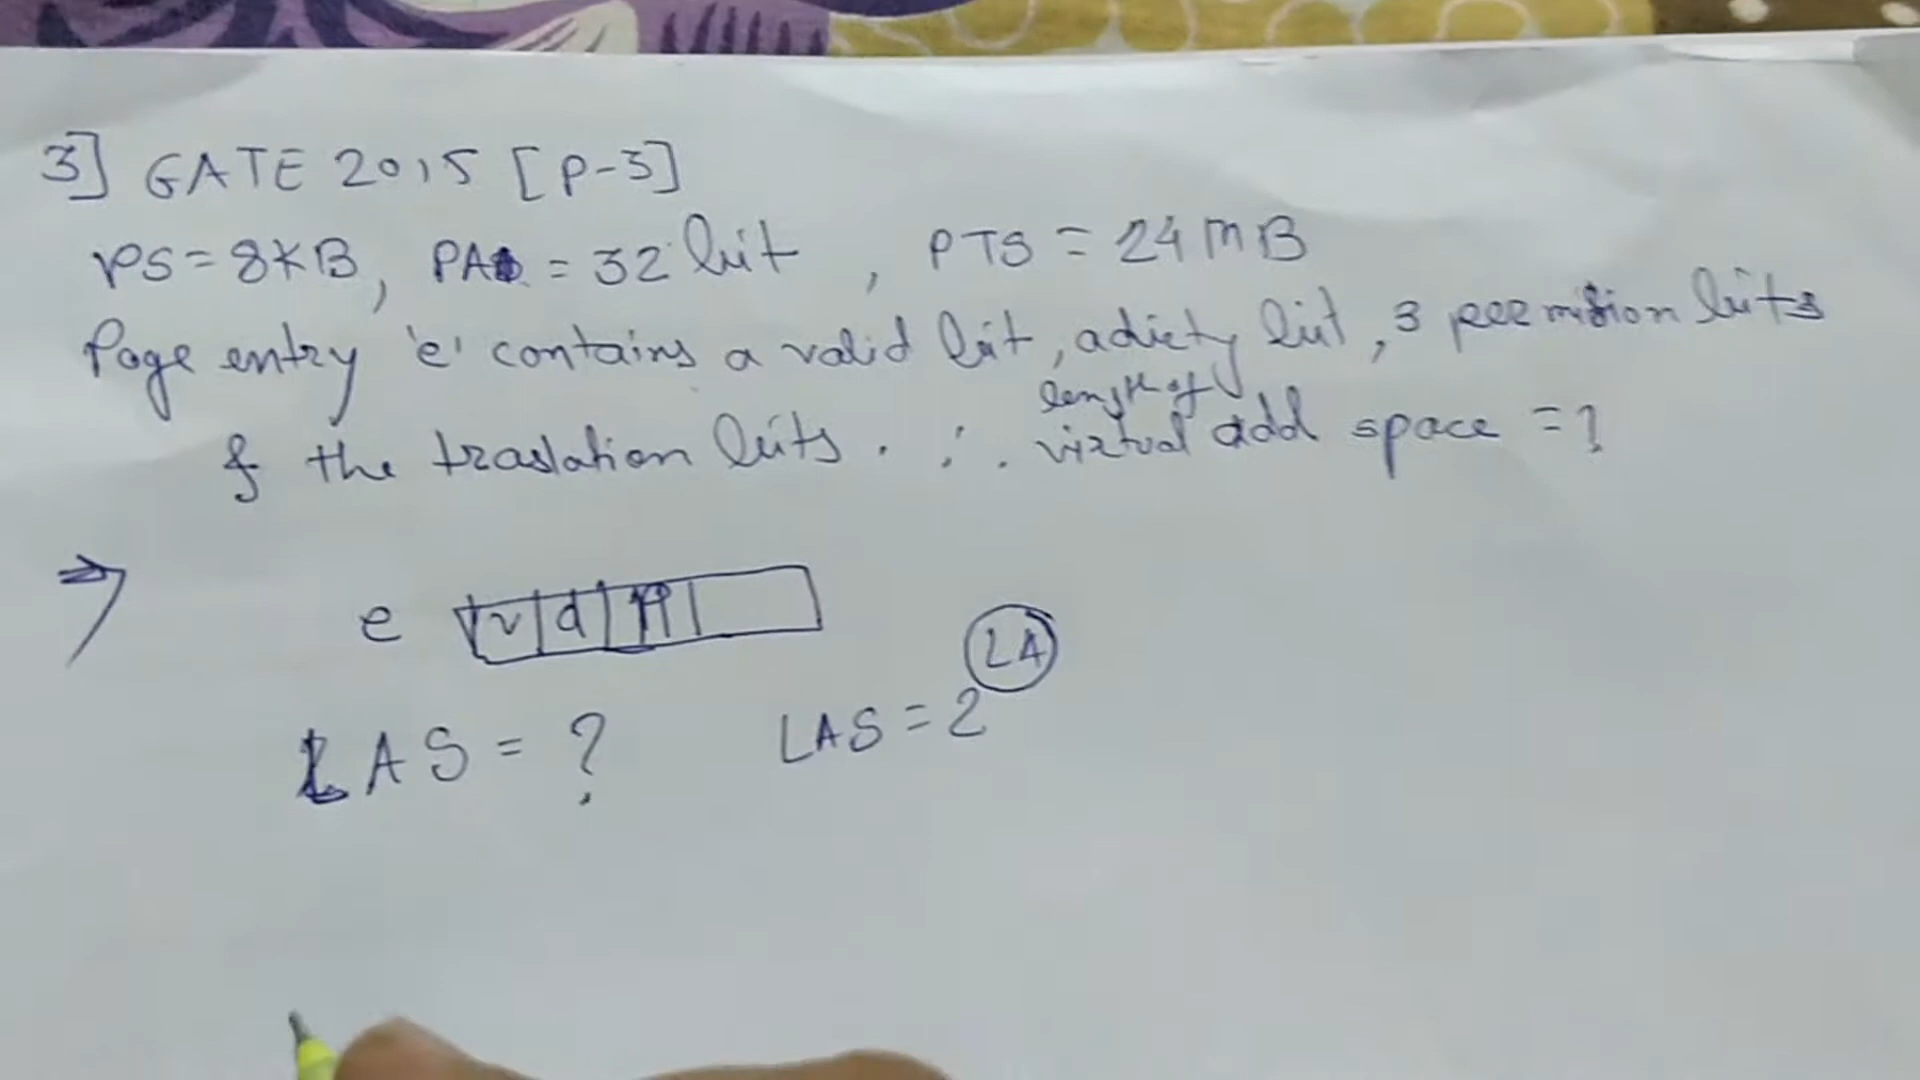 3] GATE 2015 [P-3]
PS = 8KB, PA = 32 bit, PTS = 24 MB
Page entry 'e' contains a valid bit, a dirty bit, 3 permission bits
& the traslation bits. ∴ length of virtual add space = ?
⇒
e v d P
LAS = ? LAS = 2^LA